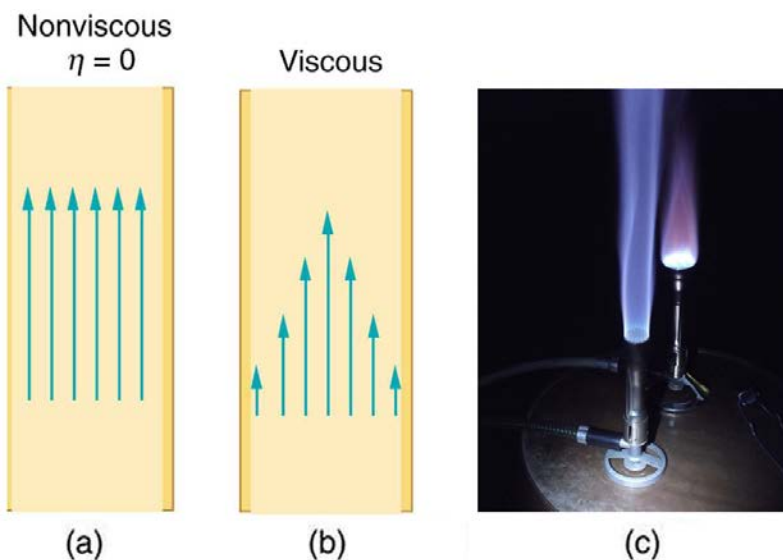 Nonviscous
η = 0
Viscous
(a)
(b)
(c)